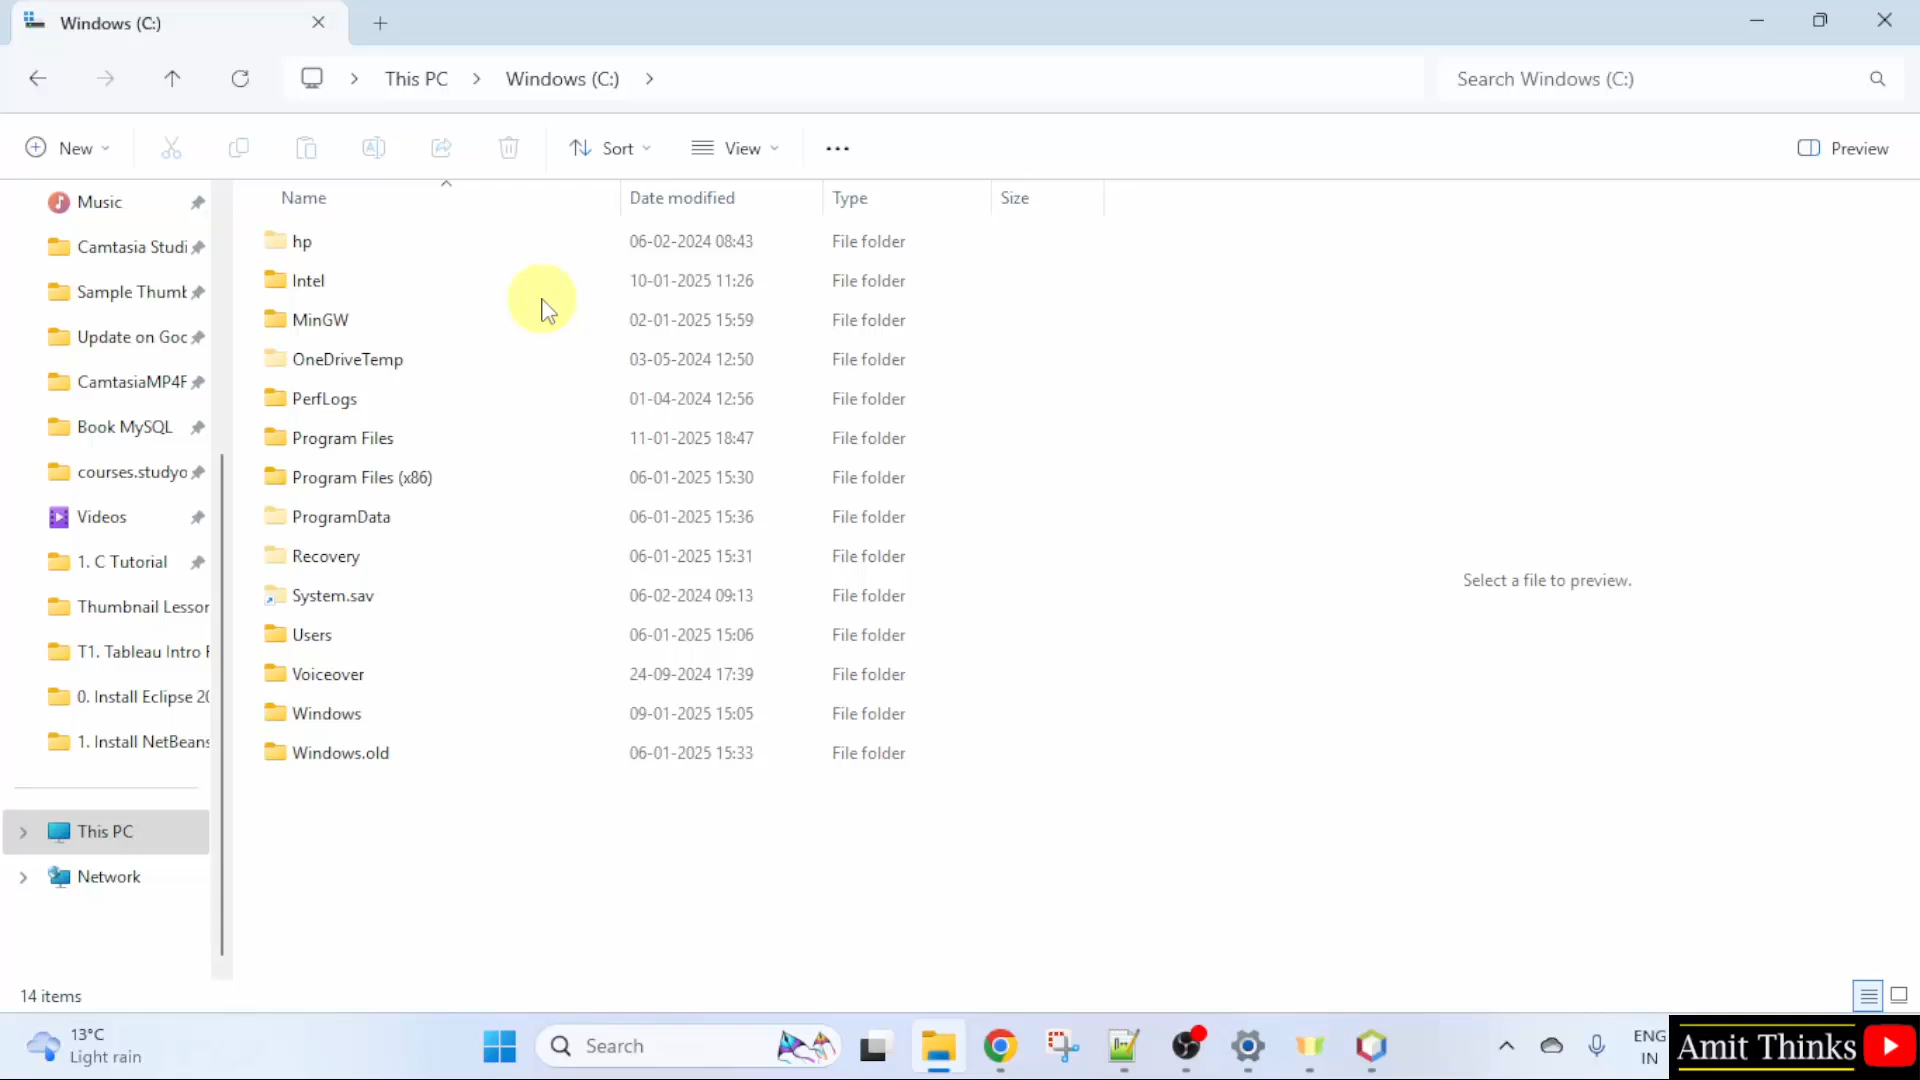 Windows (C:)
This PC
Windows (C:)
Search Windows (C:)
New
Sort
View
Preview
Name
Date modified
Type
Size
Music
Camtasia Studi
Sample Thumb
Update on Goo
CamtasiaMP4F
Book MySQL
courses.studyo
Videos
1. C Tutorial
Thumbnail Lesson
T1. Tableau Intro
0. Install Eclipse 20
1. Install NetBeans
This PC
Network
hp 06-02-2024 08:43 File folder
Intel 10-01-2025 11:26 File folder
MinGW 02-01-2025 15:59 File folder
OneDriveTemp 03-05-2024 12:50 File folder
PerfLogs 01-04-2024 12:56 File folder
Program Files 11-01-2025 18:47 File folder
Program Files (x86) 06-01-2025 15:30 File folder
ProgramData 06-01-2025 15:36 File folder
Recovery 06-01-2025 15:31 File folder
System.sav 06-02-2024 09:13 File folder
Users 06-01-2025 15:06 File folder
Voiceover 24-09-2024 17:39 File folder
Windows 09-01-2025 15:05 File folder
Windows.old 06-01-2025 15:33 File folder
Select a file to preview.
14 items
13°C
Light rain
Search
ENG
IN
Amit Thinks